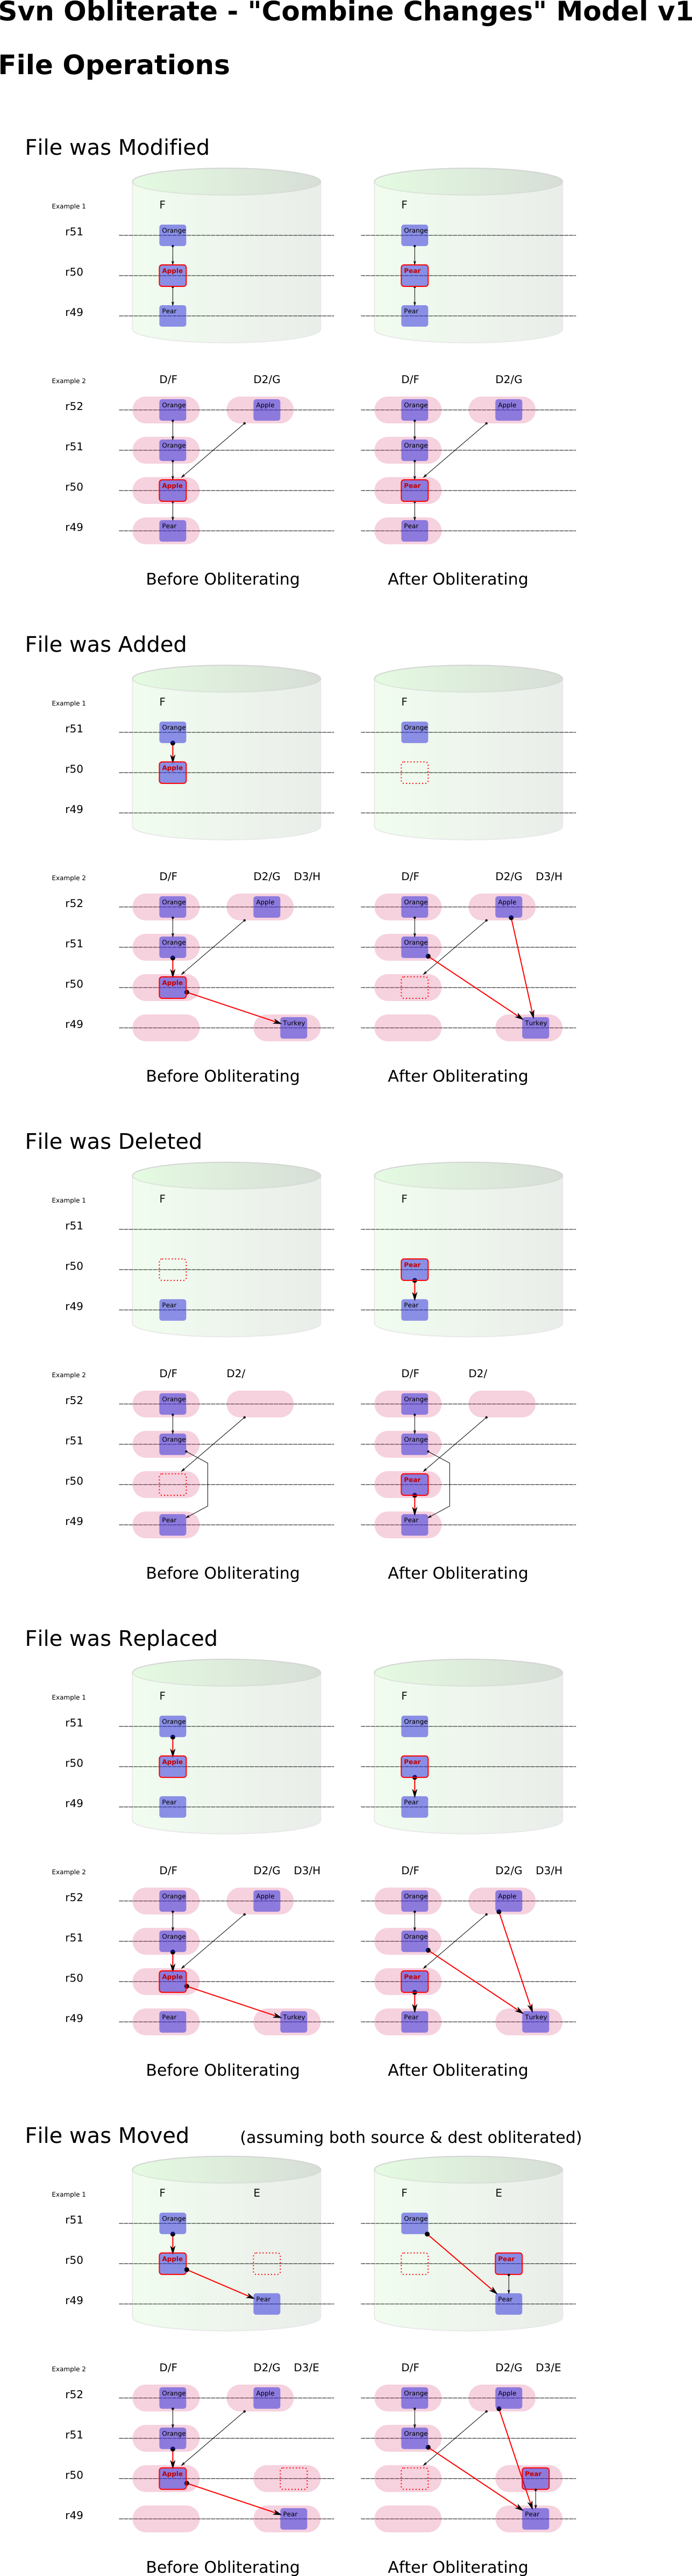 Svn Obliterate - "Combine Changes" Model v1
File Operations
File was Modified
Example 1 F F
r51 Orange Orange
r50 Apple Pear
r49 Pear Pear
Example 2 D/F D2/G D/F D2/G
r52 Orange Apple Orange Apple
r51 Orange Orange
r50 Apple Pear
r49 Pear Pear
Before Obliterating After Obliterating
File was Added
Example 1 F F
r51 Orange Orange
r50 Apple
r49
Example 2 D/F D2/G D3/H D/F D2/G D3/H
r52 Orange Apple Orange Apple
r51 Orange Orange
r50 Apple
r49 Turkey Turkey
Before Obliterating After Obliterating
File was Deleted
Example 1 F F
r51
r50 Pear
r49 Pear Pear
Example 2 D/F D2/ D/F D2/
r52 Orange Orange
r51 Orange Orange
r50 Pear
r49 Pear Pear
Before Obliterating After Obliterating
File was Replaced
Example 1 F F
r51 Orange Orange
r50 Apple Pear
r49 Pear Pear
Example 2 D/F D2/G D3/H D/F D2/G D3/H
r52 Orange Apple Orange Apple
r51 Orange Orange
r50 Apple Pear
r49 Pear Turkey Pear Turkey
Before Obliterating After Obliterating
File was Moved (assuming both source & dest obliterated)
Example 1 F E F E
r51 Orange Orange
r50 Apple Pear
r49 Pear Pear
Example 2 D/F D2/G D3/E D/F D2/G D3/E
r52 Orange Apple Orange Apple
r51 Orange Orange
r50 Apple Pear
r49 Pear Pear
Before Obliterating After Obliterating